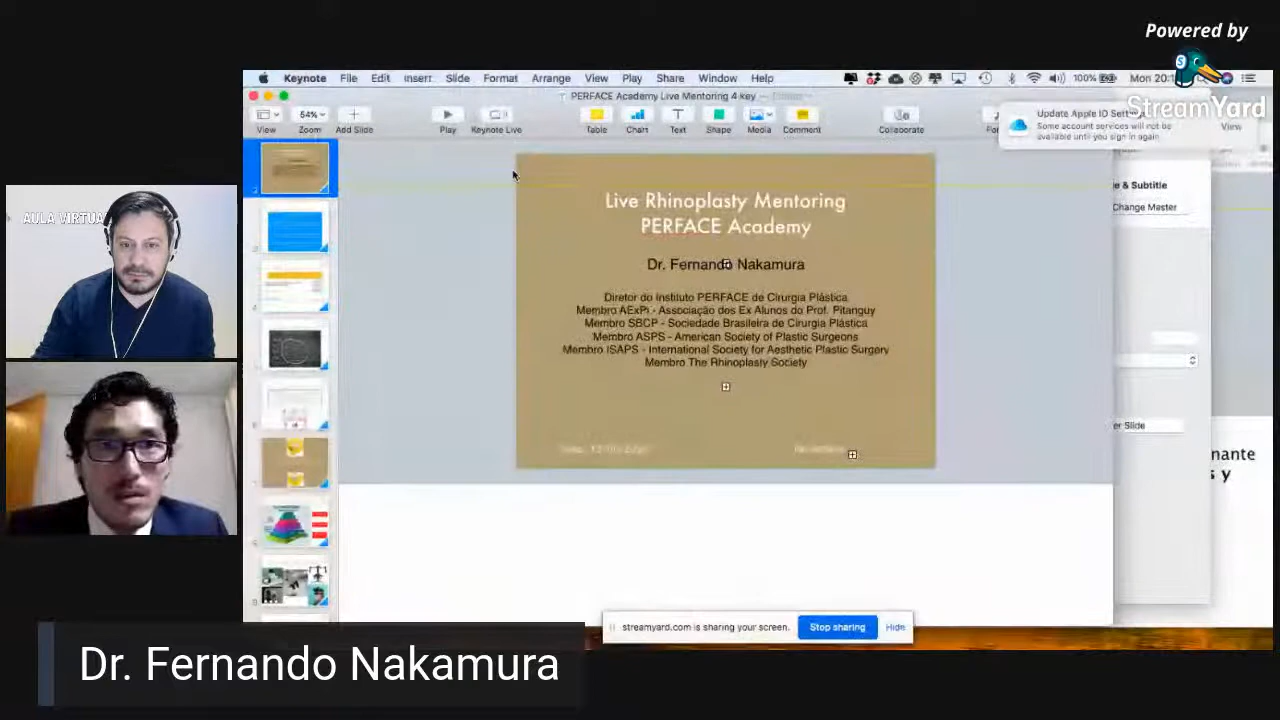 Powered by
StreamYard
Keynote File Edit Insert Slide Format Arrange View Play Share Window Help
100%
PERFACE Academy Live Mentoring 4.key
54%
View Zoom Add Slide Play Keynote Live Table Chart Text Shape Media Comment Collaborate
Update Apple ID Settings
Some account services will not be
available until you sign in again
View
Change Master
& Subtitle
AULA
Live Rhinoplasty Mentoring
PERFACE Academy
Dr. Fernando Nakamura
Diretor do Instituto PERFACE de Cirurgia Plástica
Membro AExPi - Associação dos Ex Alunos do Prof. Pitanguy
Membro SBCP - Sociedade Brasileira de Cirurgia Plástica
Membro ASPS - American Society of Plastic Surgeons
Membro ISAPS - International Society for Aesthetic Plastic Surgery
Membro The Rhinoplasty Society
Slide
nante
s y
streamyard.com is sharing your screen.
Stop sharing
Hide
Dr. Fernando Nakamura